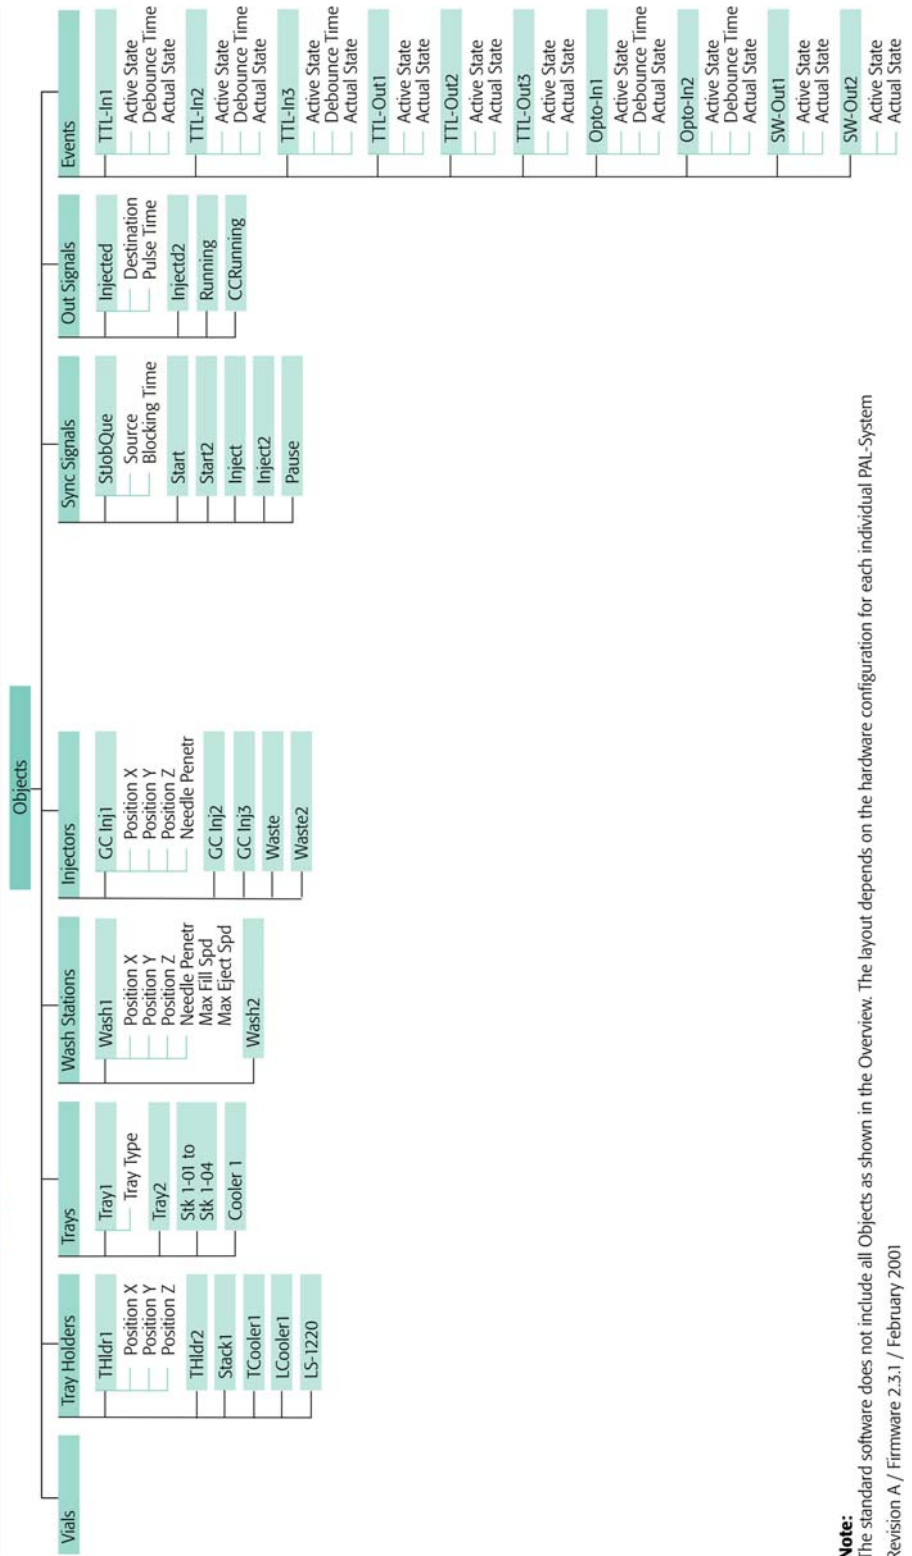 Objects
Vials
Tray Holders
THldr1
Position X
Position Y
Position Z
THldr2
Stack1
TCooler1
LCooler1
LS-1220
Trays
Tray1
Tray Type
Tray2
Stk 1-01 to
Stk 1-04
Cooler 1
Wash Stations
Wash1
Position X
Position Y
Position Z
Needle Penetr
Max Fill Spd
Max Eject Spd
Wash2
Injectors
GC Inj1
Position X
Position Y
Position Z
Needle Penetr
GC Inj2
GC Inj3
Waste
Waste2
Sync Signals
StJobQue
Source
Blocking Time
Start
Start2
Inject
Inject2
Pause
Out Signals
Injected
Destination
Pulse Time
Injectd2
Running
CCRunning
Events
TTL-In1
Active State
Debounce Time
Actual State
TTL-In2
Active State
Debounce Time
Actual State
TTL-In3
Active State
Debounce Time
Actual State
TTL-Out1
Active State
Actual State
TTL-Out2
Active State
Actual State
TTL-Out3
Active State
Actual State
Opto-In1
Active State
Debounce Time
Actual State
Opto-In2
Active State
Debounce Time
Actual State
SW-Out1
Active State
Actual State
SW-Out2
Active State
Actual State
Note:
The standard software does not include all Objects as shown in the Overview. The layout depends on the hardware configuration for each individual PAL-System
Revision A / Firmware 2.3.1 / February 2001